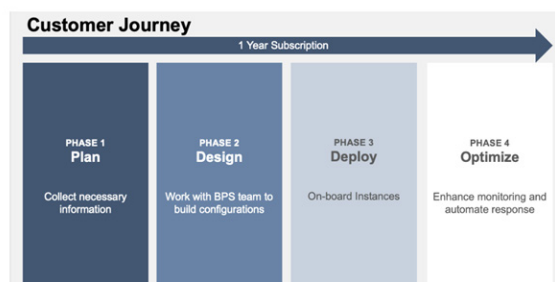 Customer Journey
1 Year Subscription
PHASE 1
Plan
Collect necessary
information
PHASE 2
Design
Work with BPS team to
build configurations
PHASE 3
Deploy
On-board Instances
PHASE 4
Optimize
Enhance monitoring and
automate response